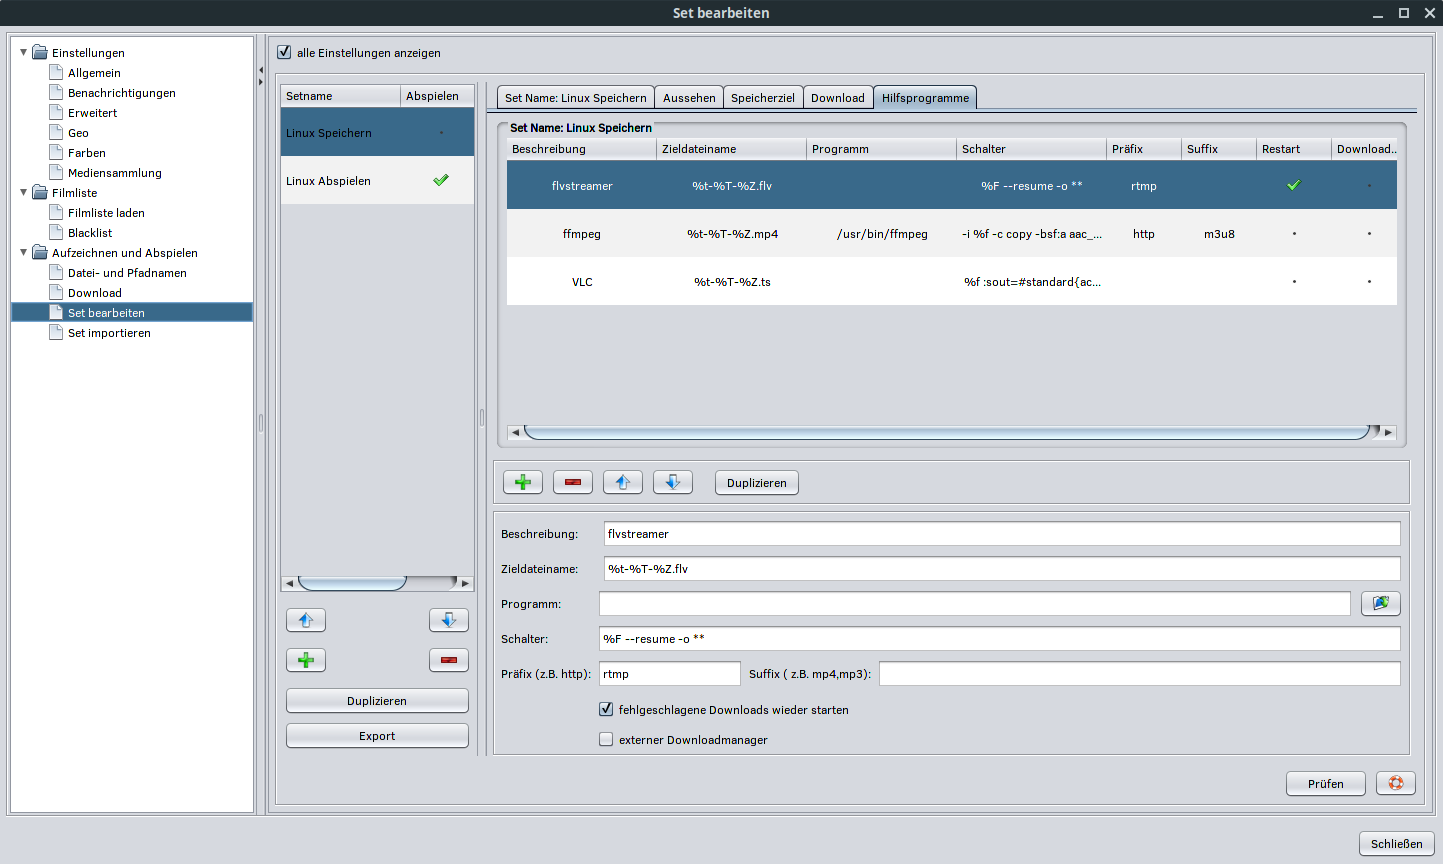 Set bearbeiten
Einstellungen
Allgemein
Benachrichtigungen
Erweitert
Geo
Farben
Mediensammlung
Filmliste
Filmliste laden
Blacklist
Aufzeichnen und Abspielen
Datei- und Pfadnamen
Download
Set bearbeiten
Set importieren
alle Einstellungen anzeigen
Setname Abspielen
Linux Speichern
Linux Abspielen
Duplizieren
Export
Set Name: Linux Speichern Aussehen Speicherziel Download Hilfsprogramme
Set Name: Linux Speichern
Beschreibung Zieldateiname Programm Schalter Präfix Suffix Restart Download..
flvstreamer %t-%T-%Z.flv %F --resume -o ** rtmp
ffmpeg %t-%T-%Z.mp4 /usr/bin/ffmpeg -i %f -c copy -bsf:a aac_... http m3u8
VLC %t-%T-%Z.ts %f :sout=#standard{ac...
Duplizieren
Beschreibung: flvstreamer
Zieldateiname: %t-%T-%Z.flv
Programm:
Schalter: %F --resume -o **
Präfix (z.B. http): rtmp Suffix ( z.B. mp4,mp3):
fehlgeschlagene Downloads wieder starten
externer Downloadmanager
Prüfen
Schließen